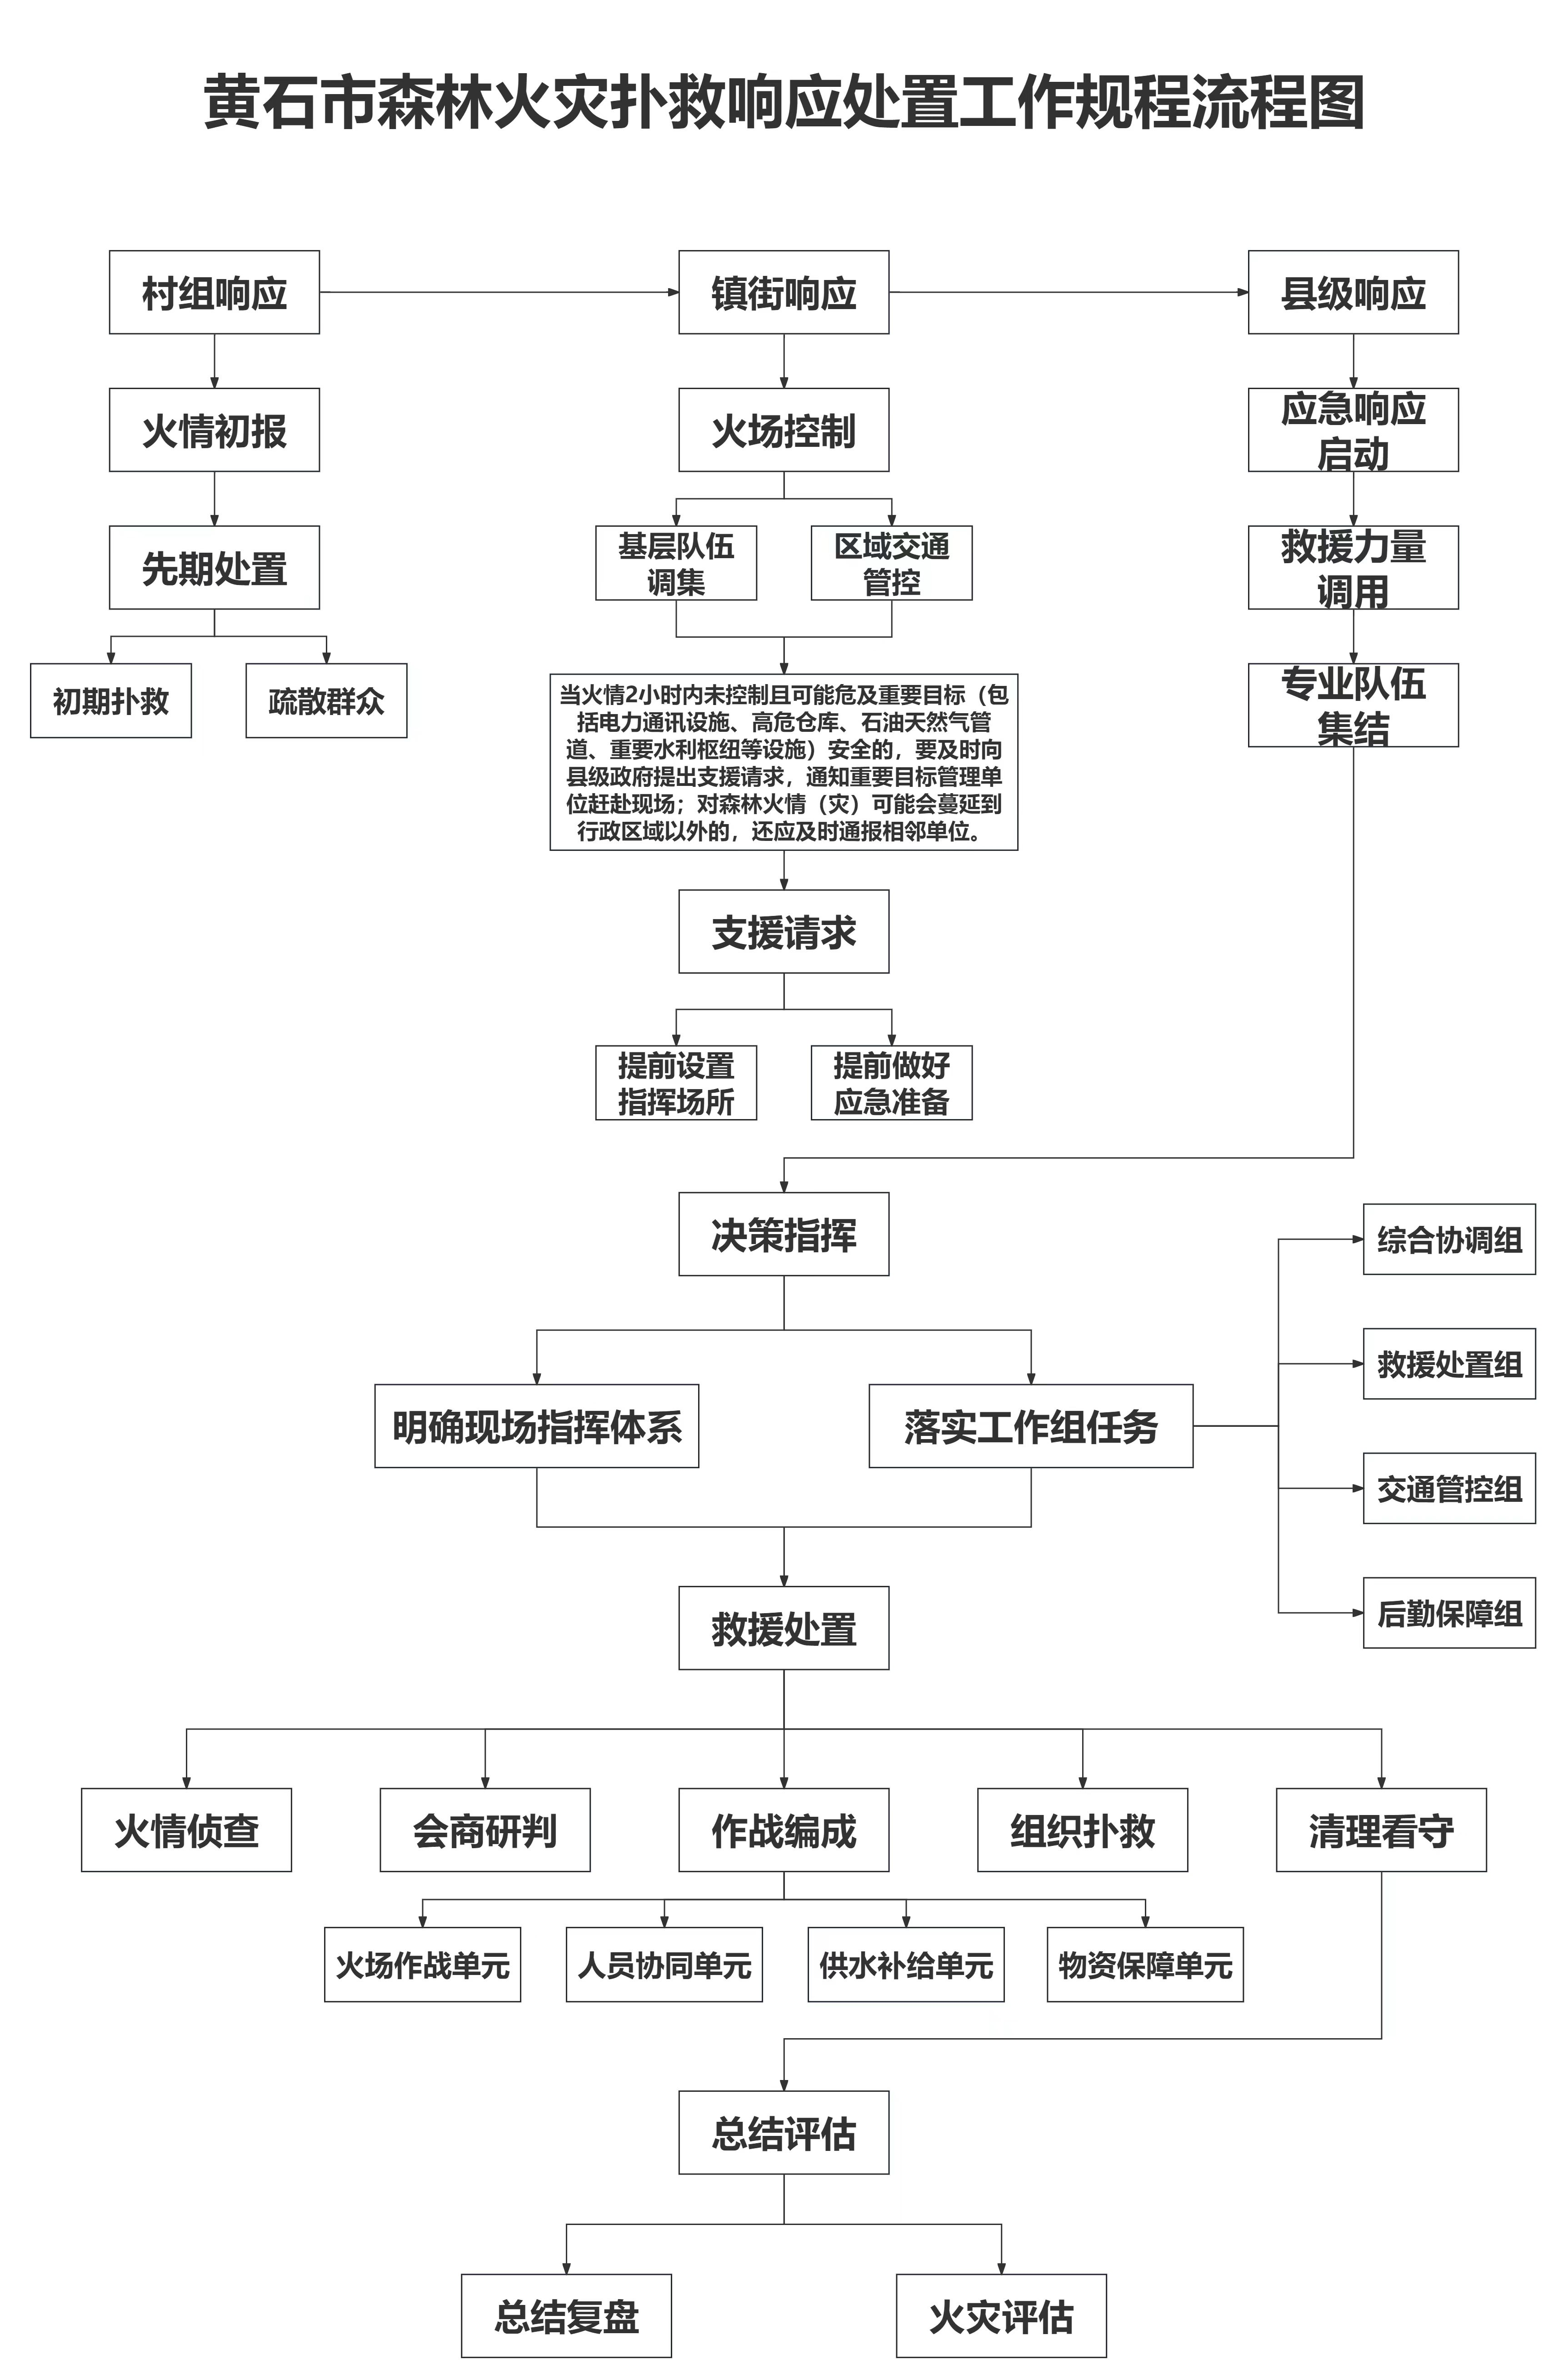 黄石市森林火灾扑救响应处置工作规程流程图
村组响应
镇街响应
县级响应
火情初报
火场控制
应急响应
启动
先期处置
基层队伍
调集
区域交通
管控
救援力量
调用
初期扑救
疏散群众
当火情2小时内未控制且可能危及重要目标（包
括电力通讯设施、高危仓库、石油天然气管
道、重要水利枢纽等设施）安全的，要及时向
县级政府提出支援请求，通知重要目标管理单
位赶赴现场；对森林火情（灾）可能会蔓延到
行政区域以外的，还应及时通报相邻单位。
专业队伍
集结
支援请求
提前设置
指挥场所
提前做好
应急准备
决策指挥
综合协调组
救援处置组
明确现场指挥体系
落实工作组任务
交通管控组
后勤保障组
救援处置
火情侦查
会商研判
作战编成
组织扑救
清理看守
火场作战单元
人员协同单元
供水补给单元
物资保障单元
总结评估
总结复盘
火灾评估